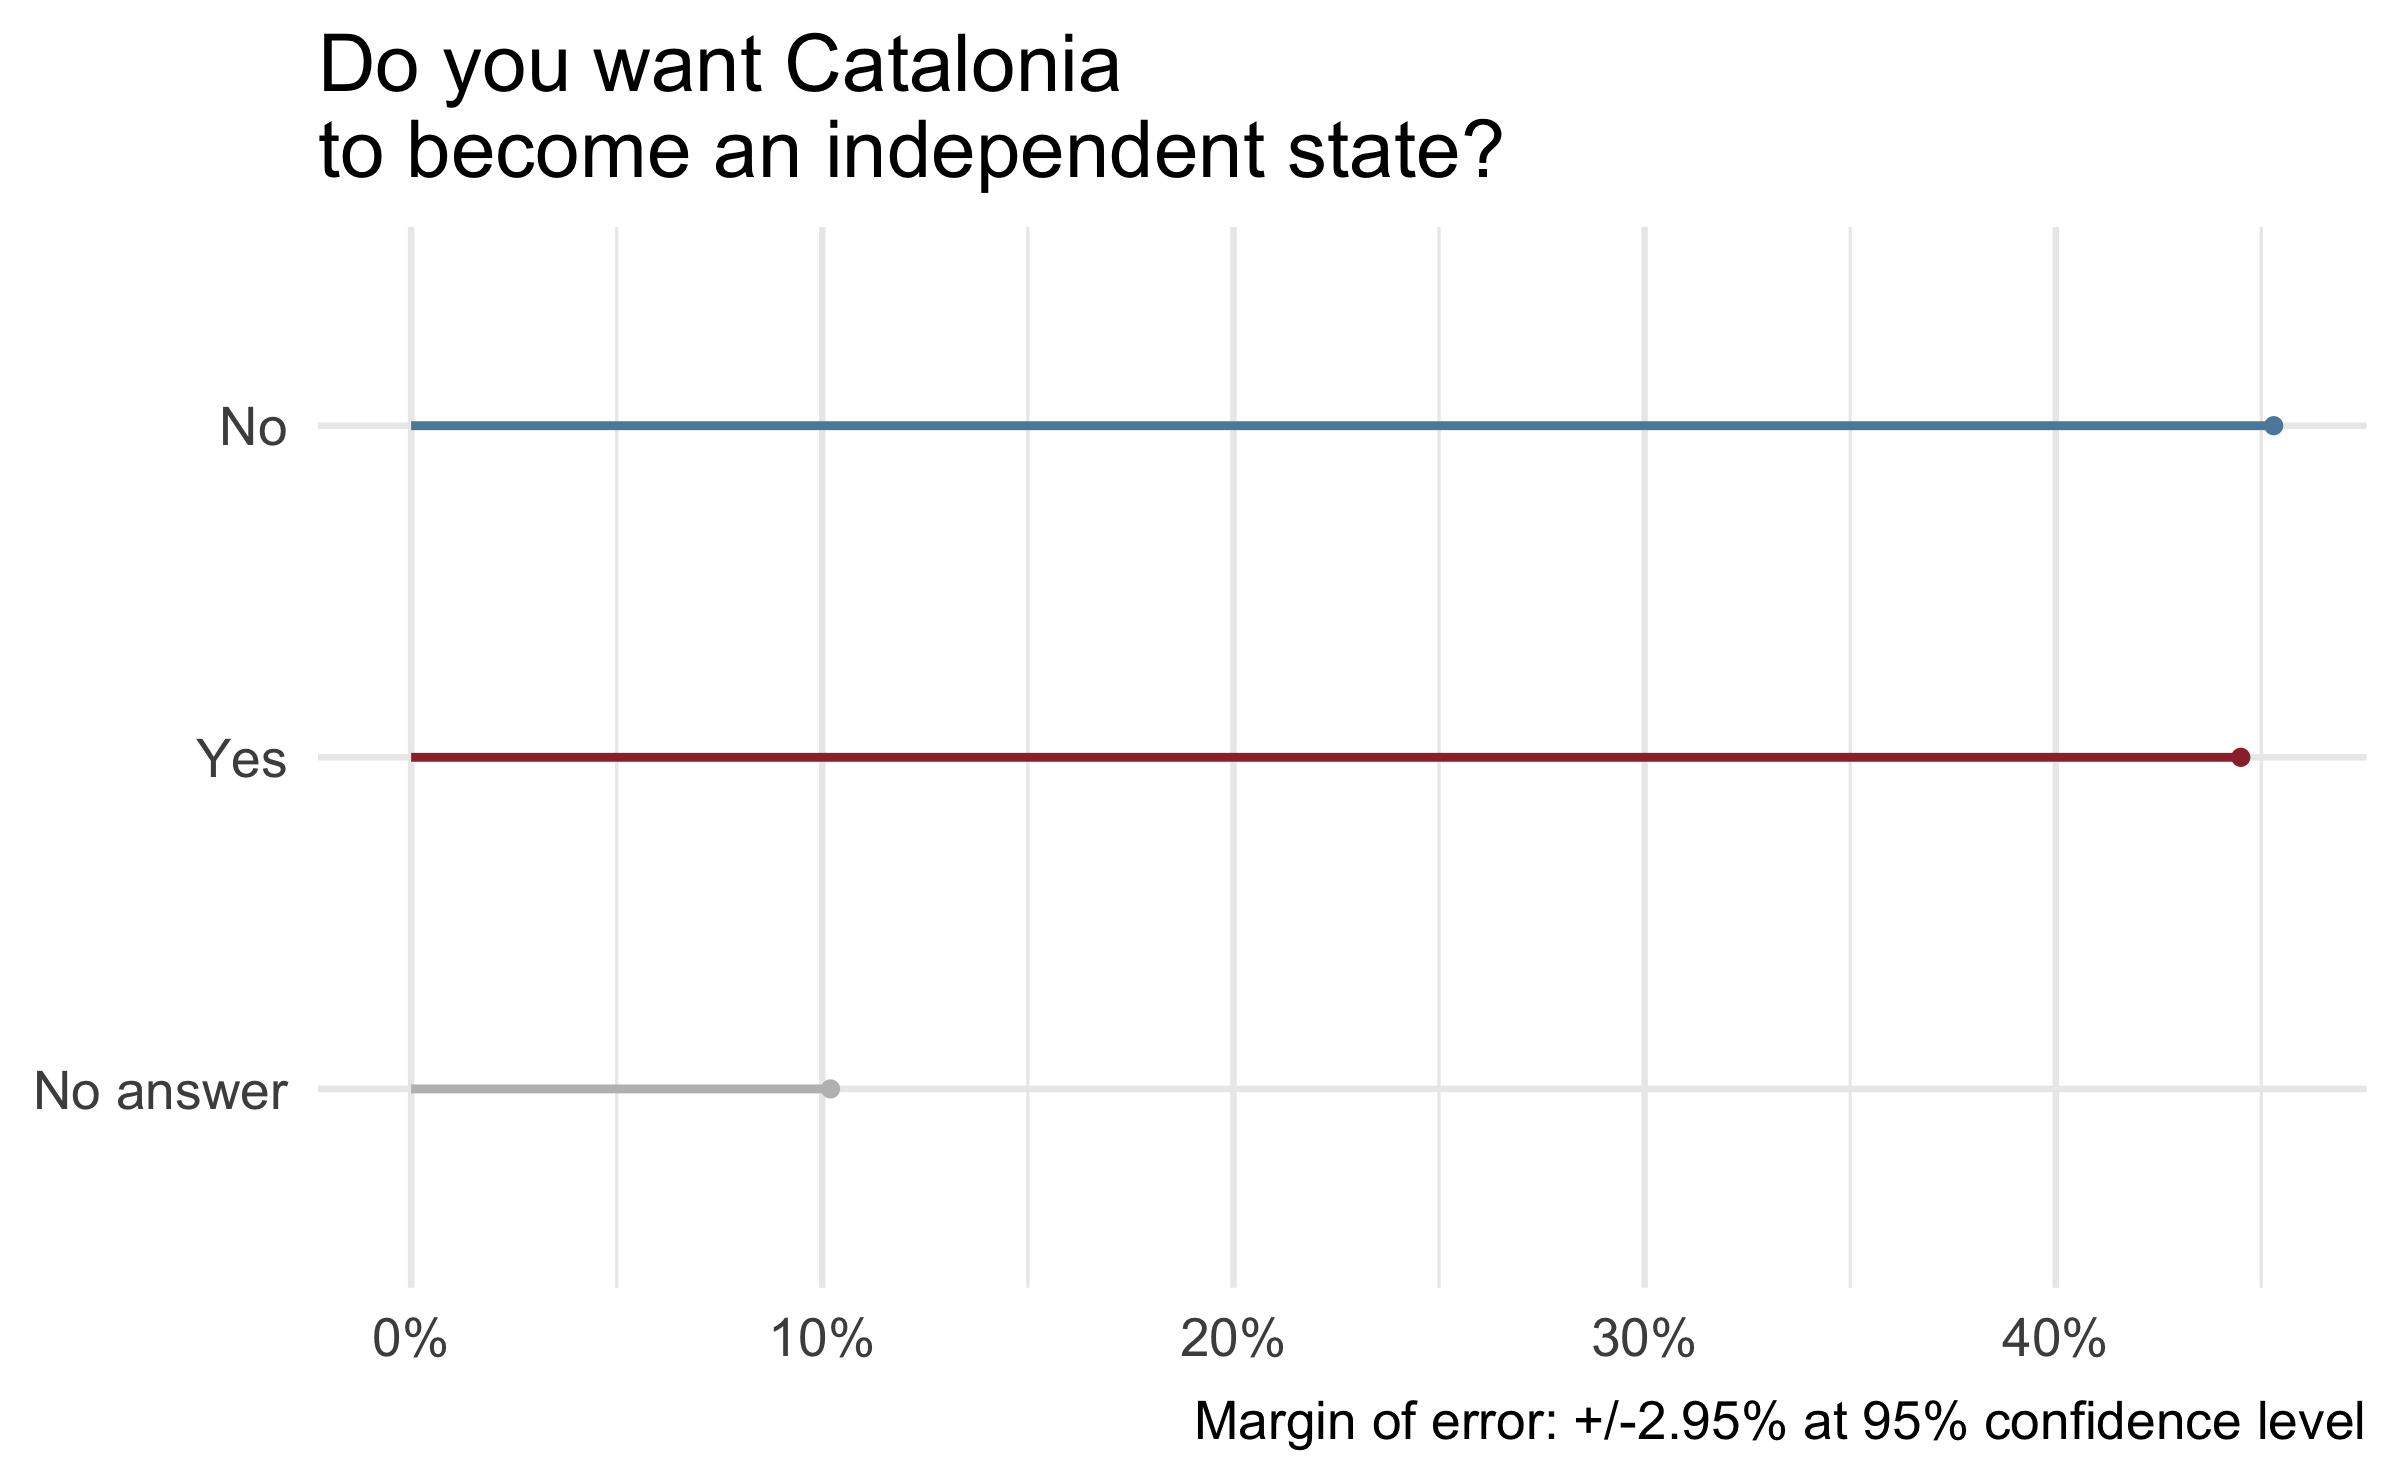 Do you want Catalonia
to become an independent state?
No
Yes
No answer
0%
10%
20%
30%
40%
Margin of error: +/-2.95% at 95% confidence level